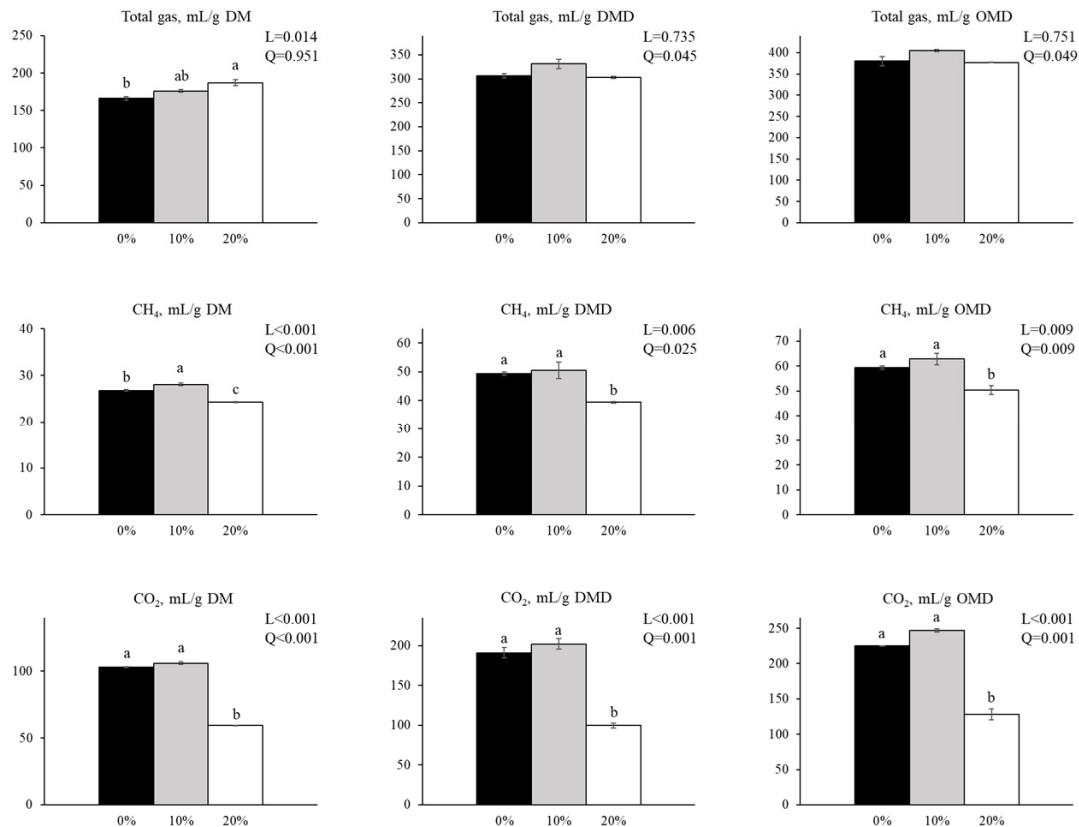 Total gas, mL/g DM
L=0.014
Q=0.951
250
200
150
100
50
0
b
ab
a
0% 10% 20%
Total gas, mL/g DMD
L=0.735
Q=0.045
350
300
250
200
150
100
50
0
0% 10% 20%
Total gas, mL/g OMD
L=0.751
Q=0.049
400
350
300
250
200
150
100
50
0
0% 10% 20%
CH₄, mL/g DM
L<0.001
Q<0.001
40
30
20
10
0
b
a
c
0% 10% 20%
CH₄, mL/g DMD
L=0.006
Q=0.025
60
50
40
30
20
10
0
a
a
b
0% 10% 20%
CH₄, mL/g OMD
L=0.009
Q=0.009
70
60
50
40
30
20
10
0
a
a
b
0% 10% 20%
CO₂, mL/g DM
L<0.001
Q<0.001
100
50
0
a
a
b
0% 10% 20%
CO₂, mL/g DMD
L<0.001
Q=0.001
200
150
100
50
0
a
a
b
0% 10% 20%
CO₂, mL/g OMD
L<0.001
Q=0.001
250
200
150
100
50
0
a
a
b
0% 10% 20%